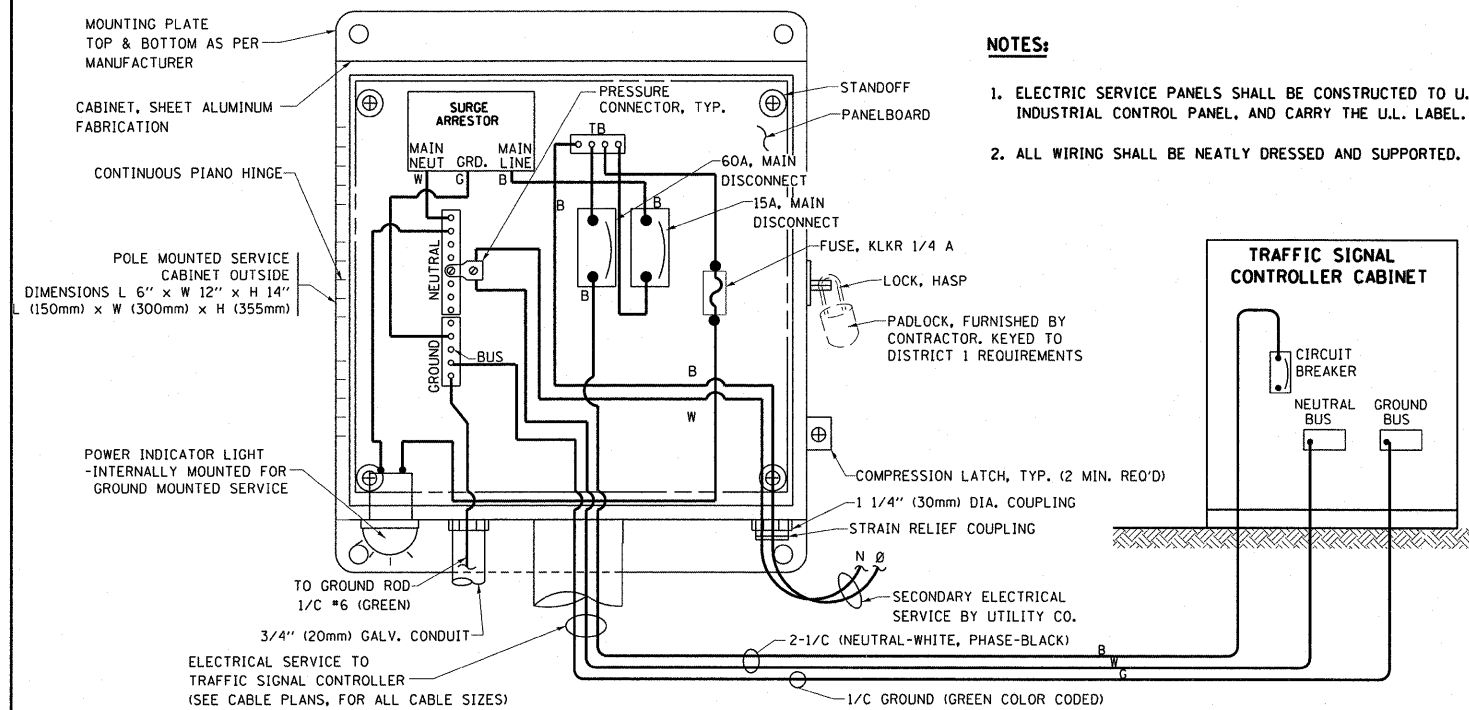 MOUNTING PLATE
TOP & BOTTOM AS PER
MANUFACTURER
CABINET, SHEET ALUMINUM
FABRICATION
CONTINUOUS PIANO HINGE
POLE MOUNTED SERVICE
CABINET OUTSIDE
DIMENSIONS L 6" x W 12" x H 14"
L (150mm) x W (300mm) x H (355mm)
POWER INDICATOR LIGHT
-INTERNALLY MOUNTED FOR
GROUND MOUNTED SERVICE
TO GROUND ROD
1/C #6 (GREEN)
3/4" (20mm) GALV. CONDUIT
ELECTRICAL SERVICE TO
TRAFFIC SIGNAL CONTROLLER
(SEE CABLE PLANS, FOR ALL CABLE SIZES)
SURGE
ARRESTOR
MAIN
NEUT
GRD.
MAIN
LINE
W
G
B
PRESSURE
CONNECTOR, TYP.
TB
B
B
B
NEUTRAL
GROUND
BUS
B
W
STANDOFF
PANELBOARD
60A, MAIN
DISCONNECT
15A, MAIN
DISCONNECT
FUSE, KLKR 1/4 A
LOCK, HASP
PADLOCK, FURNISHED BY
CONTRACTOR. KEYED TO
DISTRICT 1 REQUIREMENTS
COMPRESSION LATCH, TYP. (2 MIN. REQ'D)
1 1/4" (30mm) DIA. COUPLING
STRAIN RELIEF COUPLING
N Ø
SECONDARY ELECTRICAL
SERVICE BY UTILITY CO.
2-1/C (NEUTRAL-WHITE, PHASE-BLACK)
B
W
G
1/C GROUND (GREEN COLOR CODED)
NOTES:
1. ELECTRIC SERVICE PANELS SHALL BE CONSTRUCTED TO U.
INDUSTRIAL CONTROL PANEL, AND CARRY THE U.L. LABEL.
2. ALL WIRING SHALL BE NEATLY DRESSED AND SUPPORTED.
TRAFFIC SIGNAL
CONTROLLER CABINET
CIRCUIT
BREAKER
NEUTRAL
BUS
GROUND
BUS